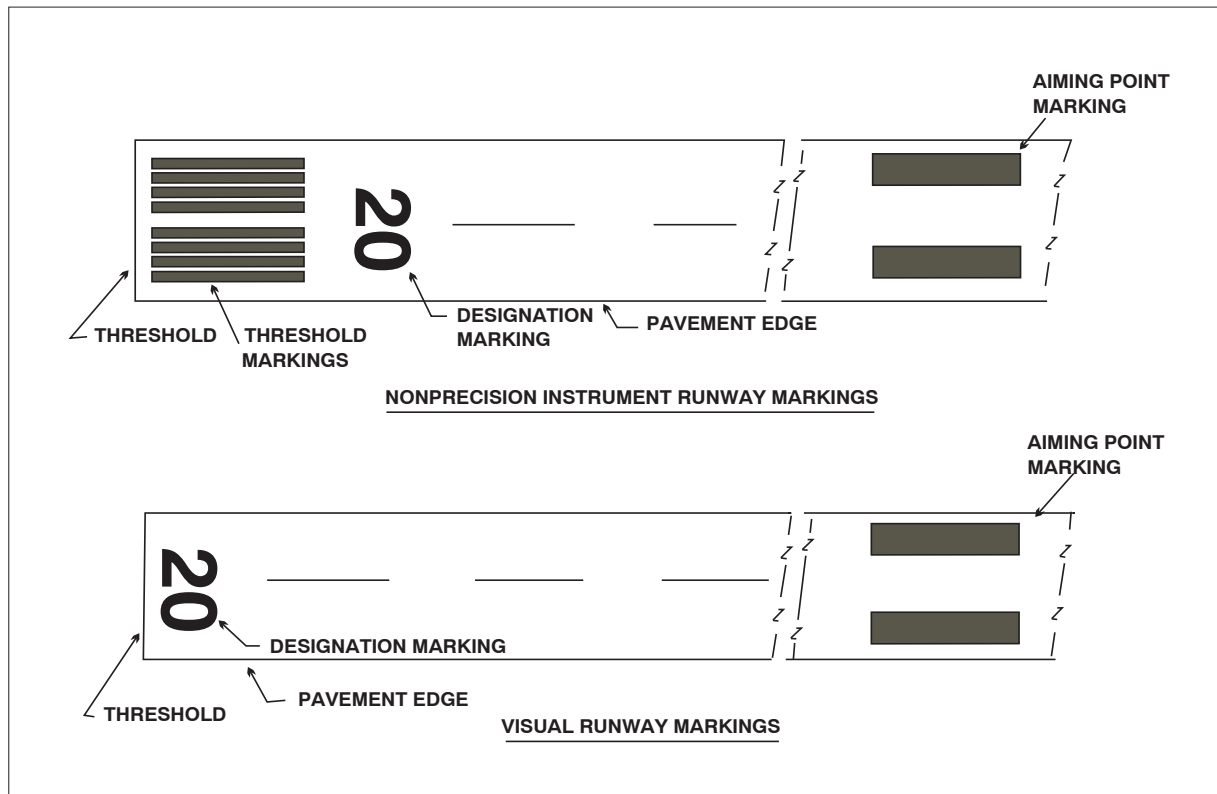 AIMING POINT
MARKING
20
THRESHOLD
THRESHOLD
MARKINGS
DESIGNATION
MARKING
PAVEMENT EDGE
NONPRECISION INSTRUMENT RUNWAY MARKINGS
AIMING POINT
MARKING
20
DESIGNATION MARKING
PAVEMENT EDGE
THRESHOLD
VISUAL RUNWAY MARKINGS